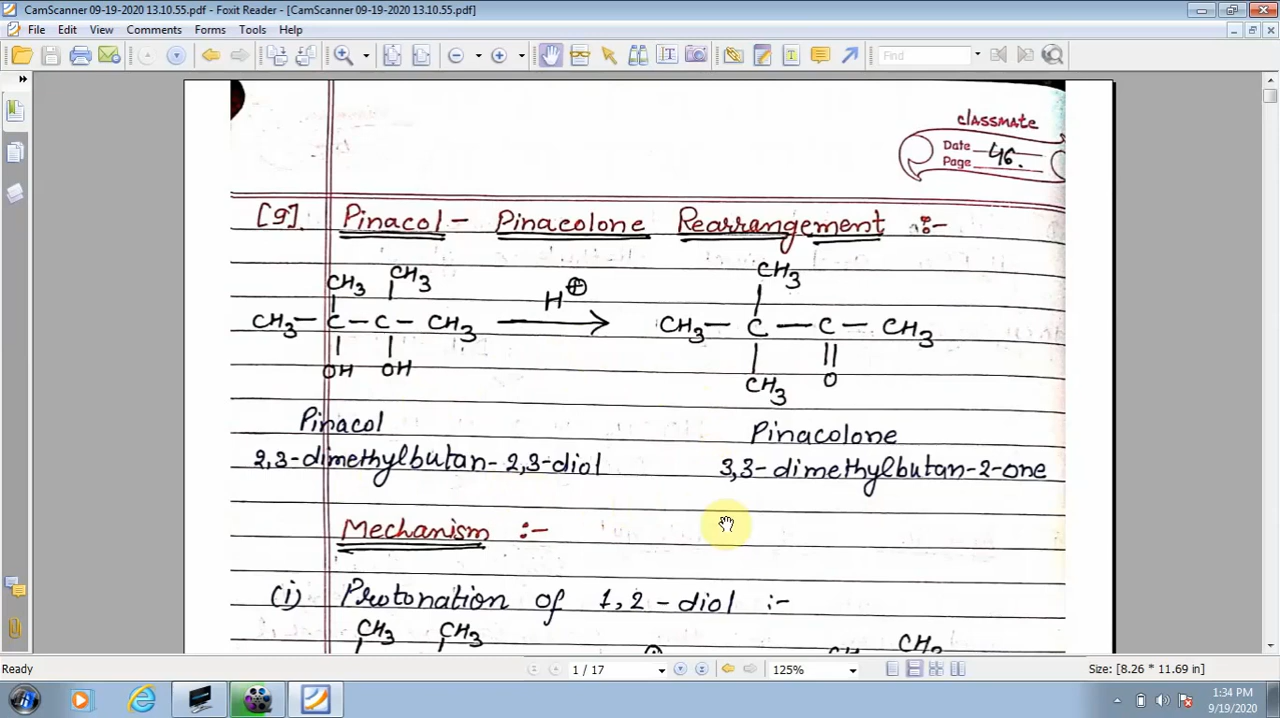 CamScanner 09-19-2020 13.10.55.pdf - Foxit Reader - [CamScanner 09-19-2020 13.10.55.pdf]
File Edit View Comments Forms Tools Help
Find
classmate
Date
Page 46.
[9]. Pinacol - Pinacolone Rearrangement :-
CH3 CH3 H⊕ CH3
CH3 - C - C - CH3 → CH3 - C - C - CH3
OH OH CH3 O
Pinacol Pinacolone
2,3-dimethylbutan-2,3-diol 3,3-dimethylbutan-2-one
Mechanism :-
(i) Protonation of 1,2-diol :-
CH3 CH3 CH3
Ready 1 / 17 125% Size: [8.26 * 11.69 in]
1:34 PM
9/19/2020